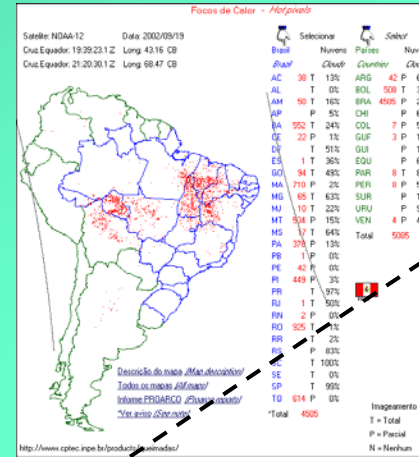 Focos de Calor - Hot pixels
Satelite: NOAA-12 Data: 2002/09/19
Cruz.Equador: 19:39:23.1 Z Long: 43.16 CB
Cruz.Equador: 21:20:30.1 Z Long: 68.47 CB
Selecionar Select
Brasil Nuvens Países
Brazil Clouds Countries
AC 38 T 13% ARG 42 P
AL T 0% BOL 508 T
AM 50 T 16% BRA 4505 P
AP P 5% CHI P
BA 552 T 24% COL 7 P
CE 22 P 1% GUF 3 P
DF T 51% GUI P
ES 1 T 36% EQU P
GO 94 T 49% PAR 8 T
MA 710 P 2% PER 8 P
MG 65 T 63% SUR P
MJ 10 T 22% URU P
MT 504 P 15% VEN 4 P
MS 7 T 64% Total 5085
PA 378 P 13%
PB 1 P 0%
PE 42 P 0%
PI 449 P 3%
PR T 97%
RJ 1 T 50%
RN 2 P 0%
RO 925 T 1%
RR T 2%
RS P 83%
SC T 100%
SE T 0%
SP T 99%
TO 614 P 0%
*Total 4505
Descrição do mapa (Map description)
Todos os mapas (All maps)
Informe PROARCO (Proarco reports)
*Ver aviso (See note)
Imageamento
T = Total
P = Parcial
N = Nenhum
http://www.cptec.inpe.br/products/queimadas/